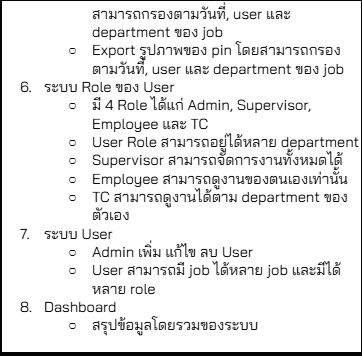 สามารถกรองตามวันที่, user และ
department ของ job
○ Export รูปภาพของ pin โดยสามารถกรอง
ตามวันที่, user และ department ของ job
6. ระบบ Role ของ User
○ มี 4 Role ได้แก่ Admin, Supervisor,
Employee และ TC
○ User Role สามารถอยู่ได้หลาย department
○ Supervisor สามารถจัดการงานทั้งหมดได้
○ Employee สามารถดูงานของตนเองเท่านั้น
○ TC สามารถดูงานได้ตาม department ของ
ตัวเอง
7. ระบบ User
○ Admin เพิ่ม แก้ไข ลบ User
○ User สามารถมี job ได้หลาย job และมีได้
หลาย role
8. Dashboard
○ สรุปข้อมูลโดยรวมของระบบ